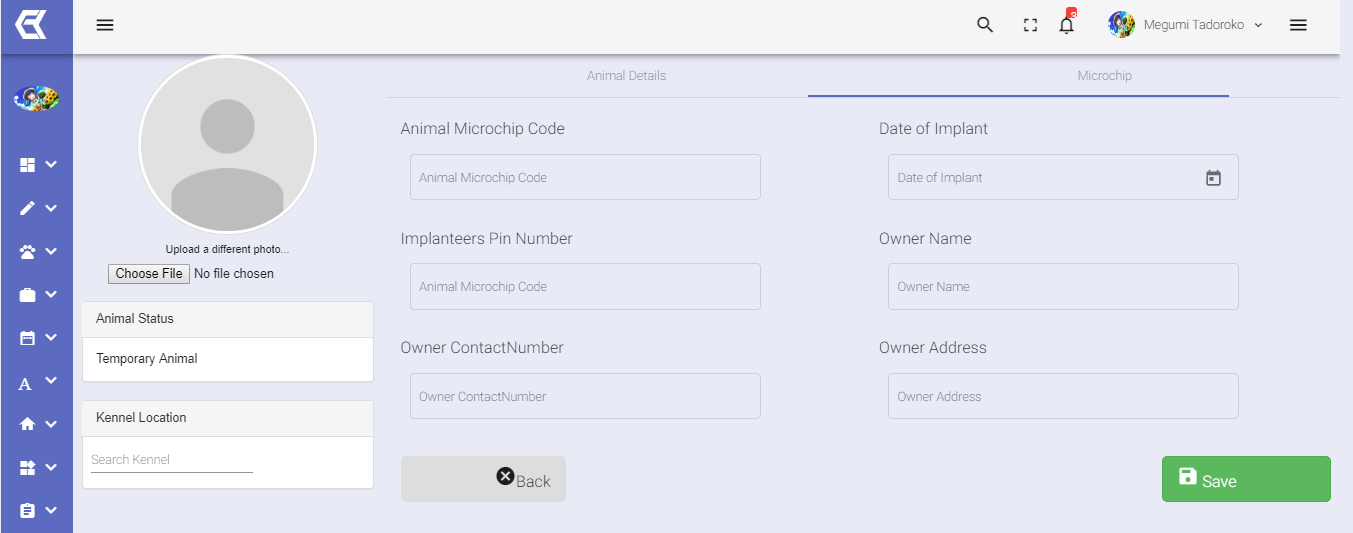 Megumi Tadoroko
Animal Details
Microchip
Animal Microchip Code
Date of Implant
Animal Microchip Code
Date of Implant
Upload a different photo...
Choose File No file chosen
Implanteers Pin Number
Owner Name
Animal Microchip Code
Owner Name
Animal Status
Temporary Animal
Owner ContactNumber
Owner Address
Owner ContactNumber
Owner Address
Kennel Location
Search Kennel
Back
Save
A